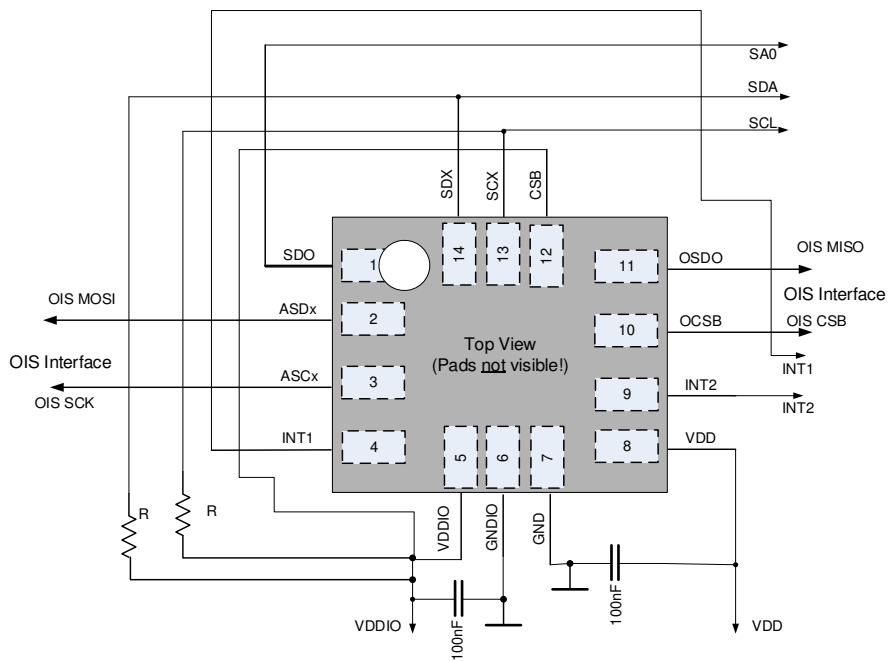 SA0
SDA
SCL
SDX
SCX
CSB
SDO
1
14
13
12
11
OSDO
OIS MISO
OIS MOSI
ASDx
2
OIS Interface
10
OCSB
OIS CSB
Top View
(Pads not visible!)
OIS Interface
ASCx
3
OIS SCK
INT1
9
INT2
INT2
INT1
4
5
6
7
8
VDD
VDDIO
GNDIO
GND
R
R
100nF
100nF
VDDIO
VDD